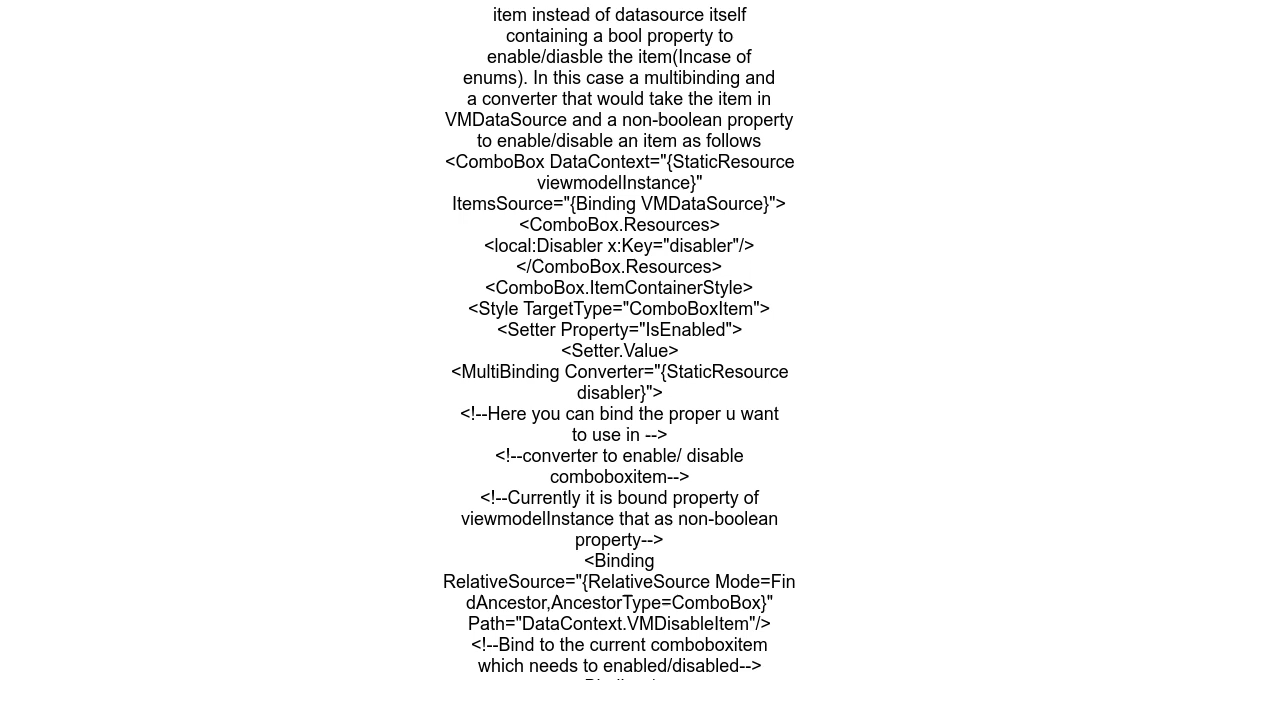 item instead of datasource itself
containing a bool property to
enable/diasble the item(Incase of
enums). In this case a multibinding and
a converter that would take the item in
VMDataSource and a non-boolean property
to enable/disable an item as follows
<ComboBox DataContext="{StaticResource
viewmodelInstance}"
ItemsSource="{Binding VMDataSource}">
<ComboBox.Resources>
<local:Disabler x:Key="disabler"/>
</ComboBox.Resources>
<ComboBox.ItemContainerStyle>
<Style TargetType="ComboBoxItem">
<Setter Property="IsEnabled">
<Setter.Value>
<MultiBinding Converter="{StaticResource
disabler}">
<!--Here you can bind the proper u want
to use in -->
<!--converter to enable/ disable
comboboxitem-->
<!--Currently it is bound property of
viewmodelInstance that as non-boolean
property-->
<Binding
RelativeSource="{RelativeSource Mode=Fin
dAncestor,AncestorType=ComboBox}"
Path="DataContext.VMDisableItem"/>
<!--Bind to the current comboboxitem
which needs to enabled/disabled-->